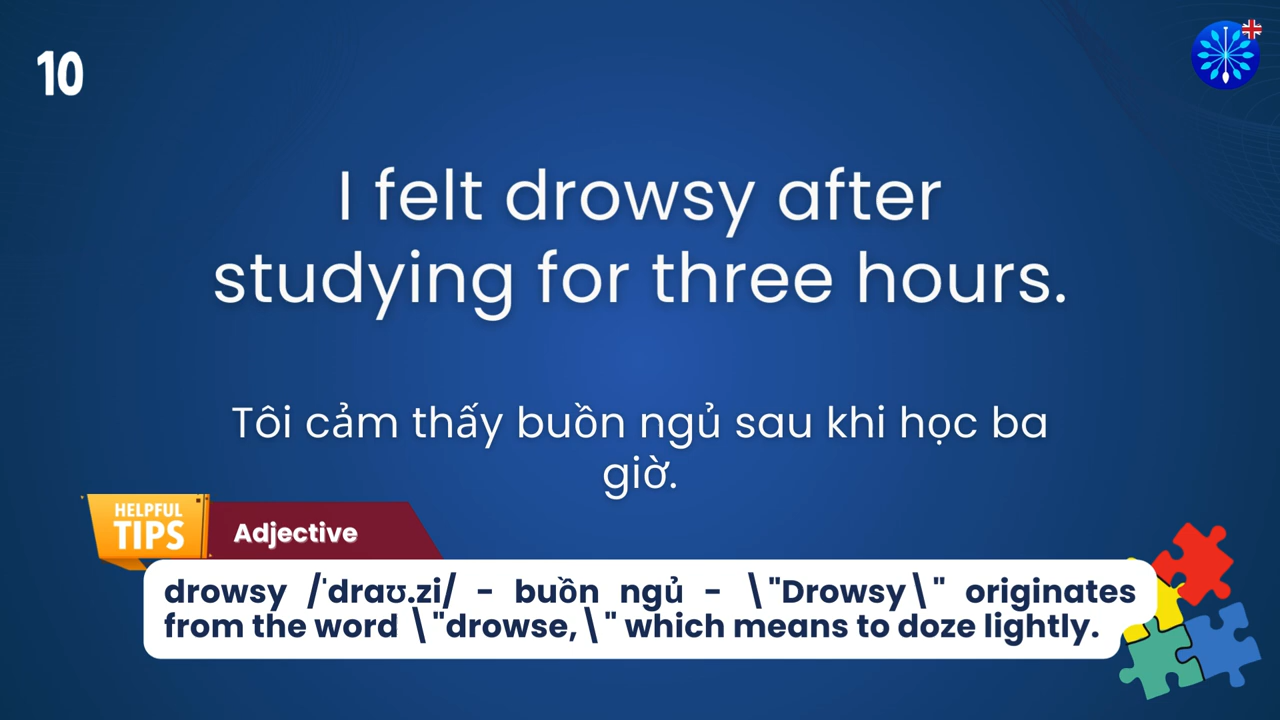 10
I felt drowsy after
studying for three hours.
Tôi cảm thấy buồn ngủ sau khi học ba
giờ.
HELPFUL
TIPS
Adjective
drowsy /ˈdraʊ.zi/ - buồn ngủ - \"Drowsy\" originates
from the word \"drowse,\" which means to doze lightly.